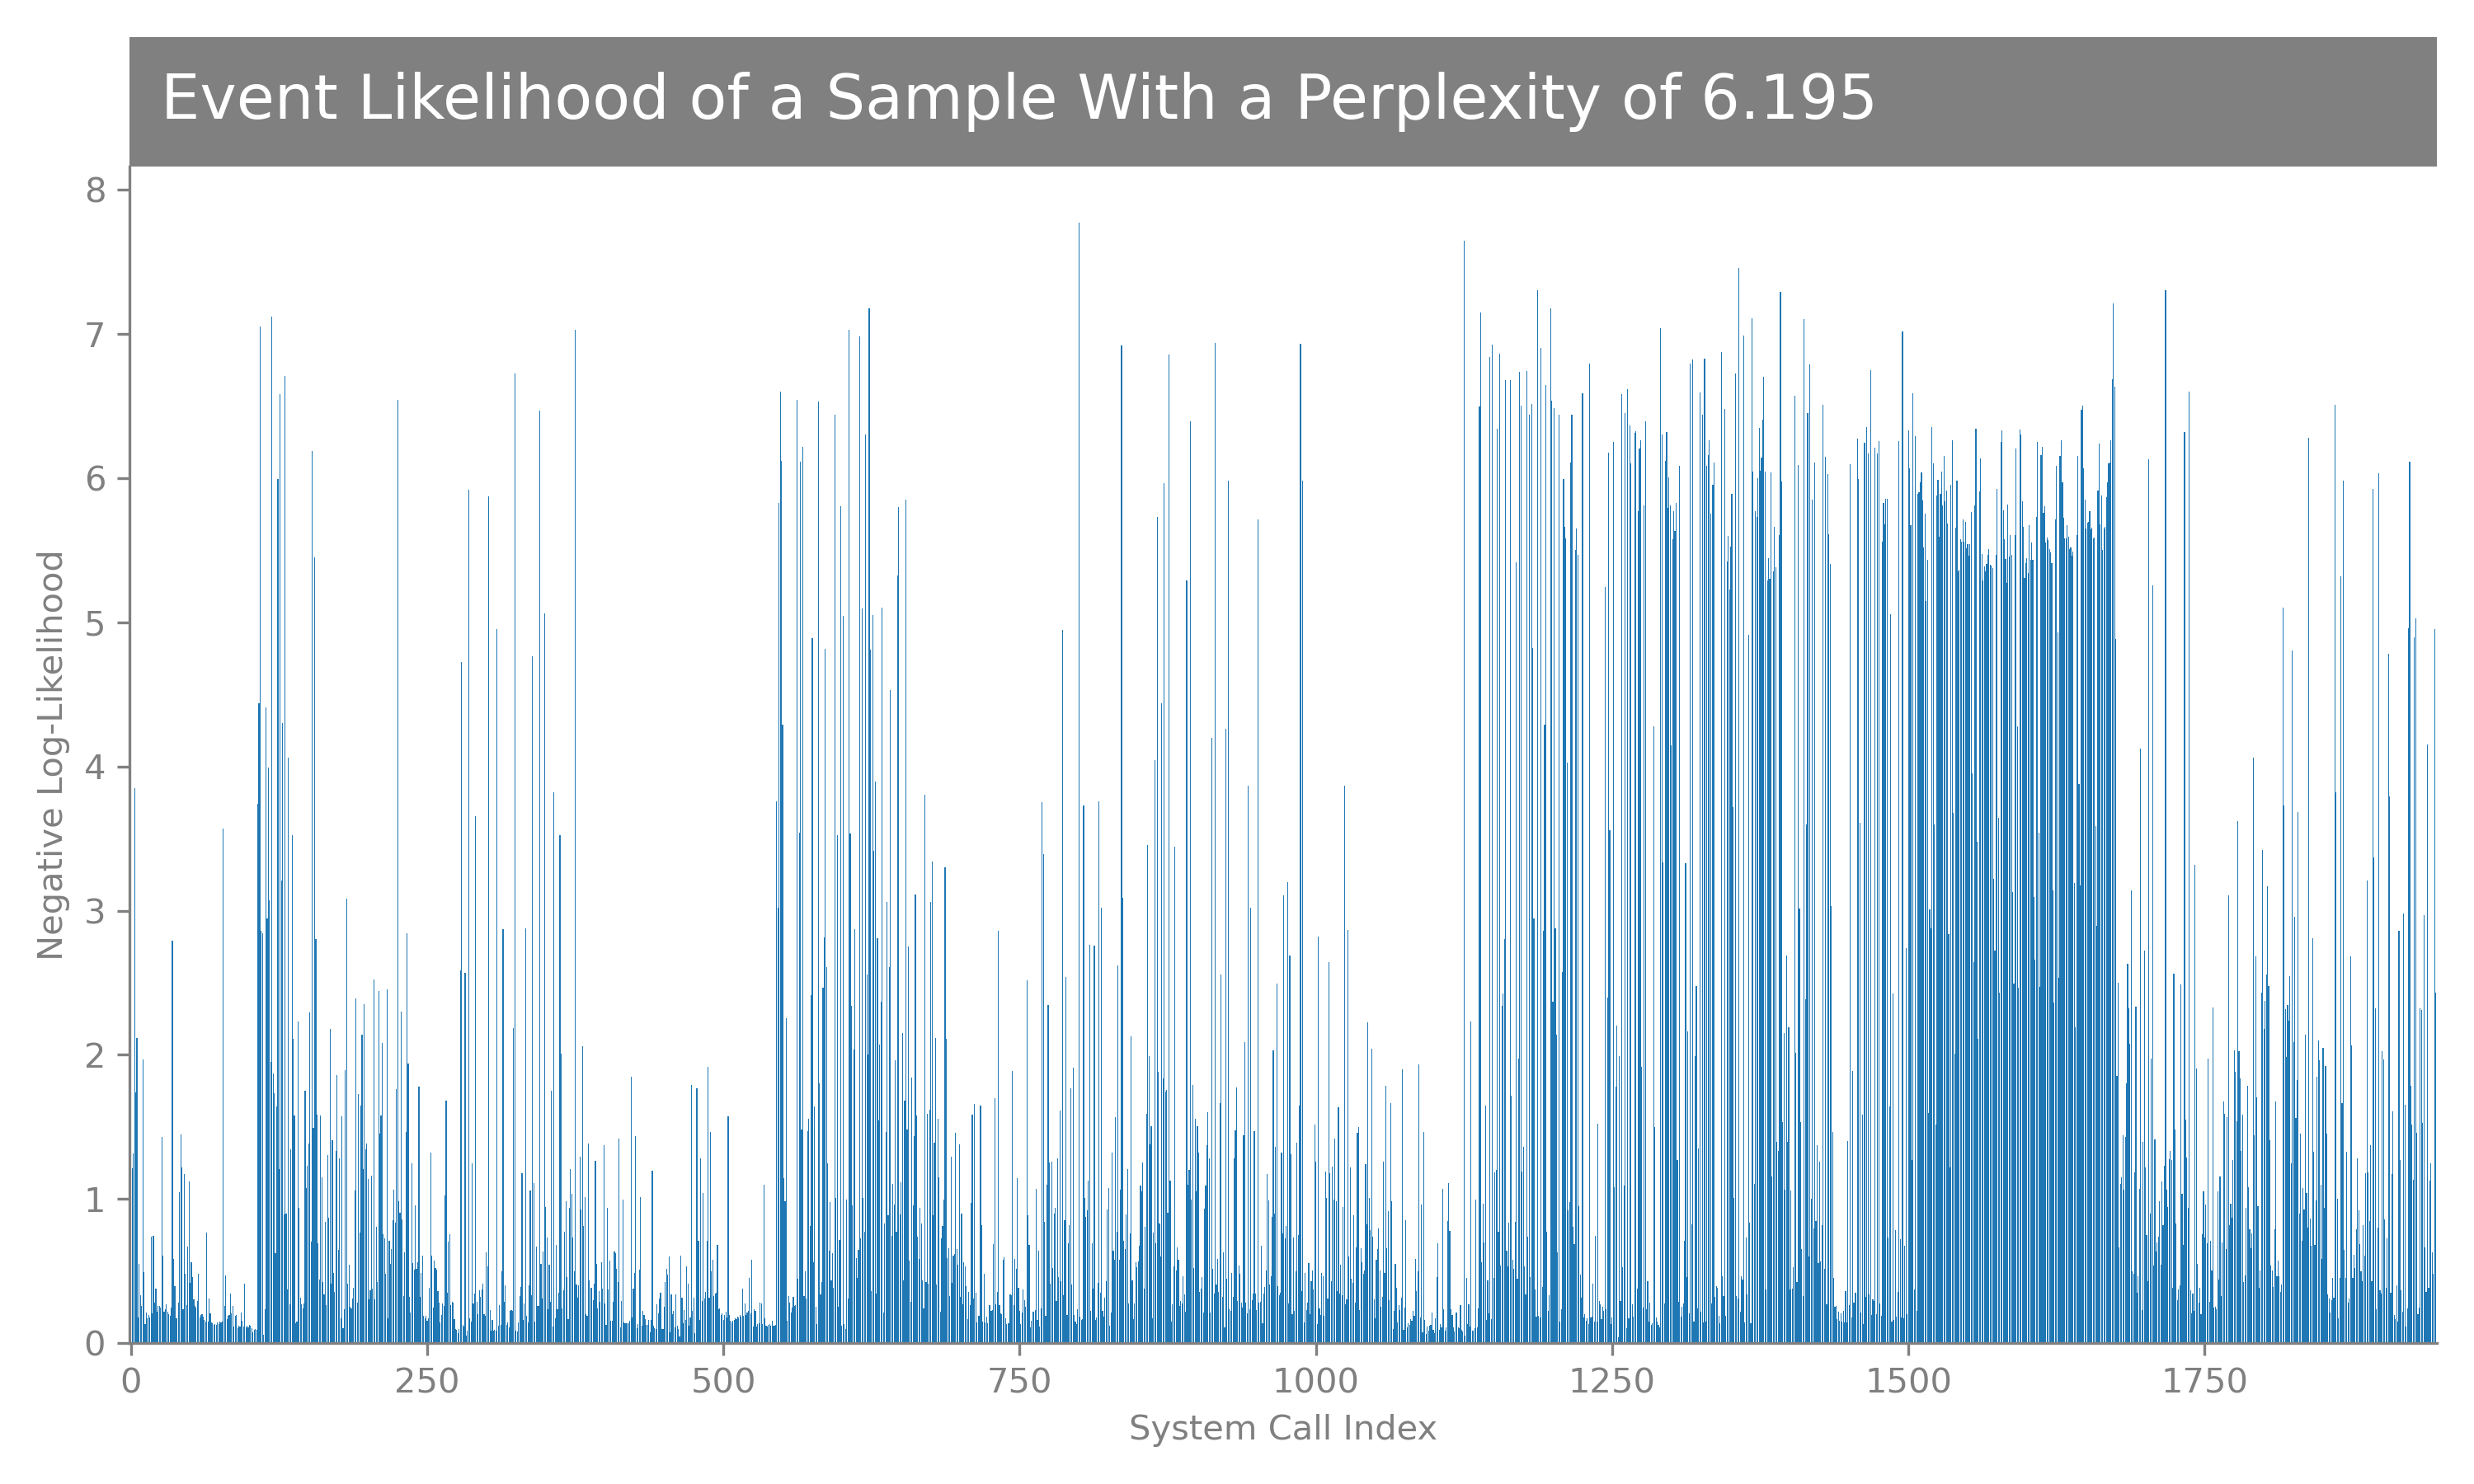 Event Likelihood of a Sample With a Perplexity of 6.195
8
7
6
5
4
3
2
1
0
Negative Log-Likelihood
0 250 500 750 1000 1250 1500 1750
System Call Index